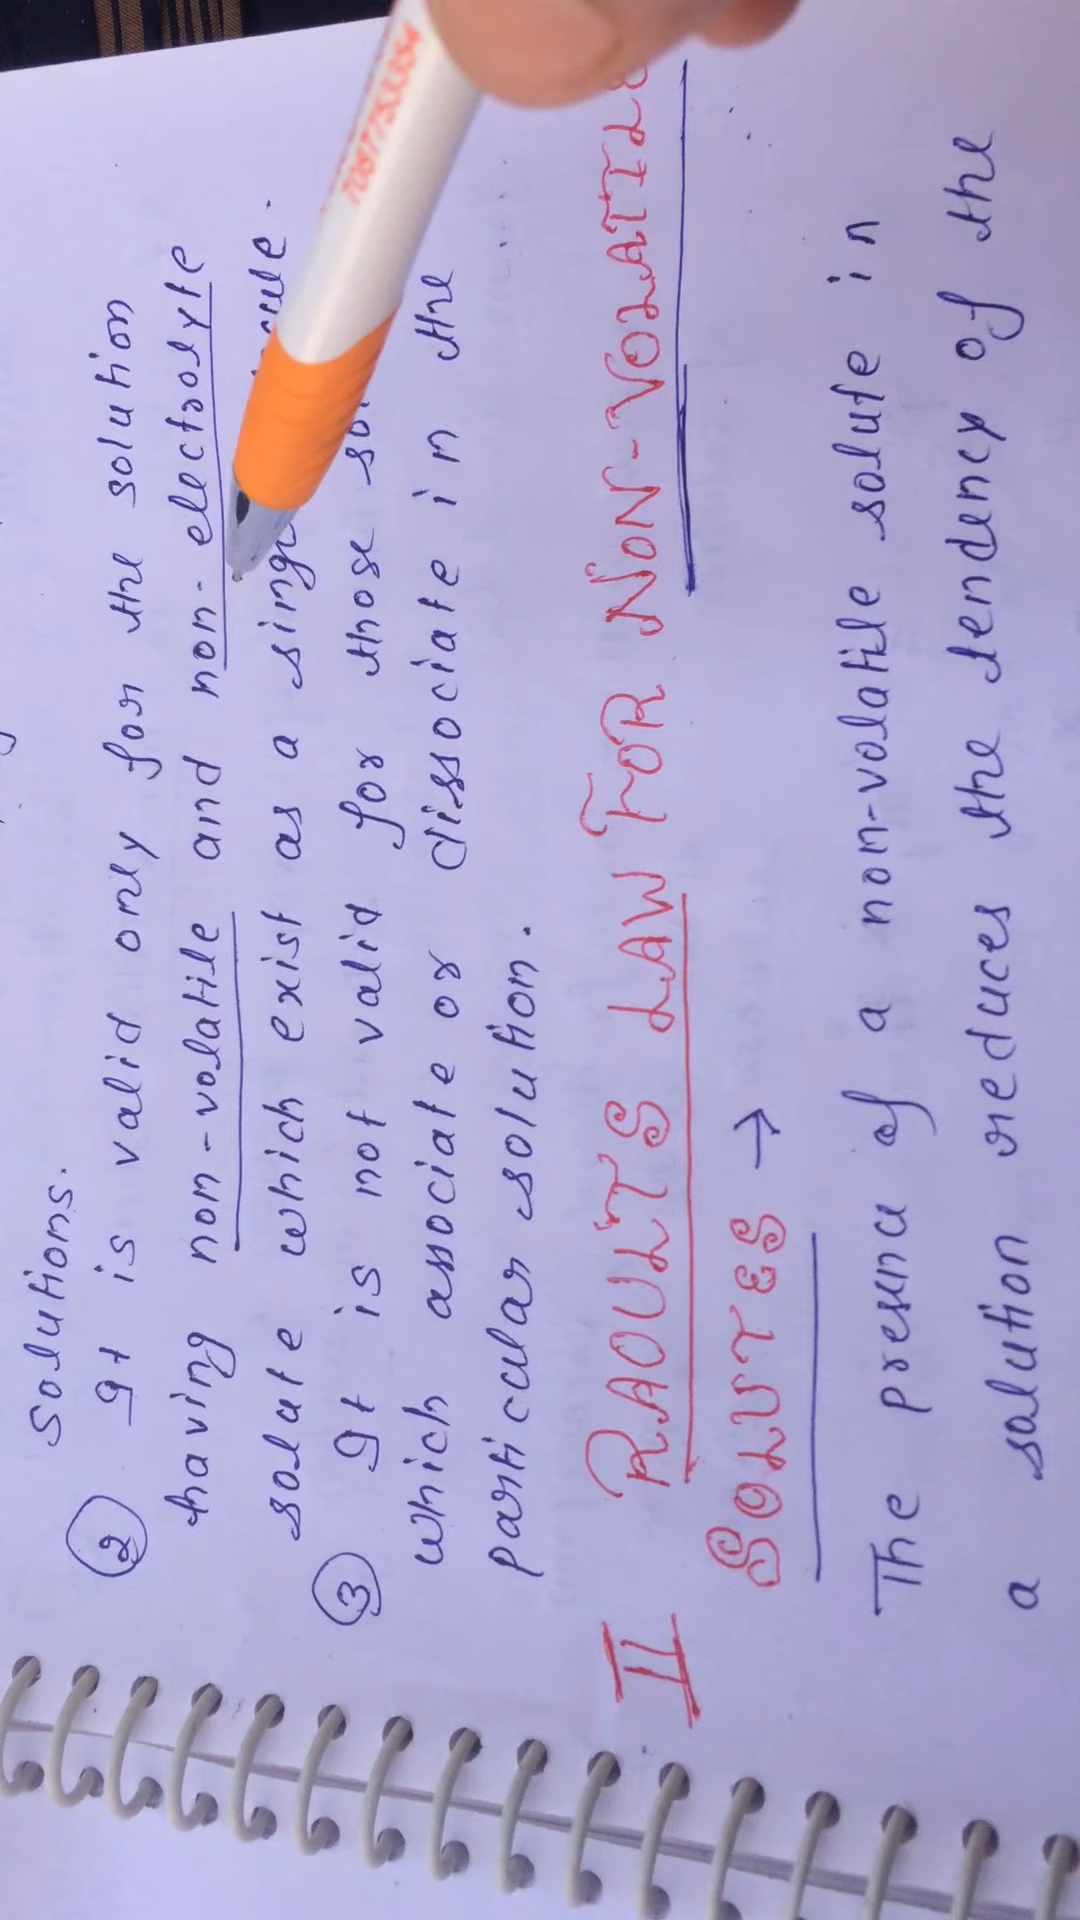 Solutions.
② It is valid only for the solution
having non-volatile and non-electrolyte
solute which exist as a
③ It is not valid for those
which associate or dissociate in the
particular solution.
II RAOULTS LAW FOR NON-VOLATILE
SOLUTES →
The presence of a non-volatile solute in
a solution reduces the tendency of the
7087753364